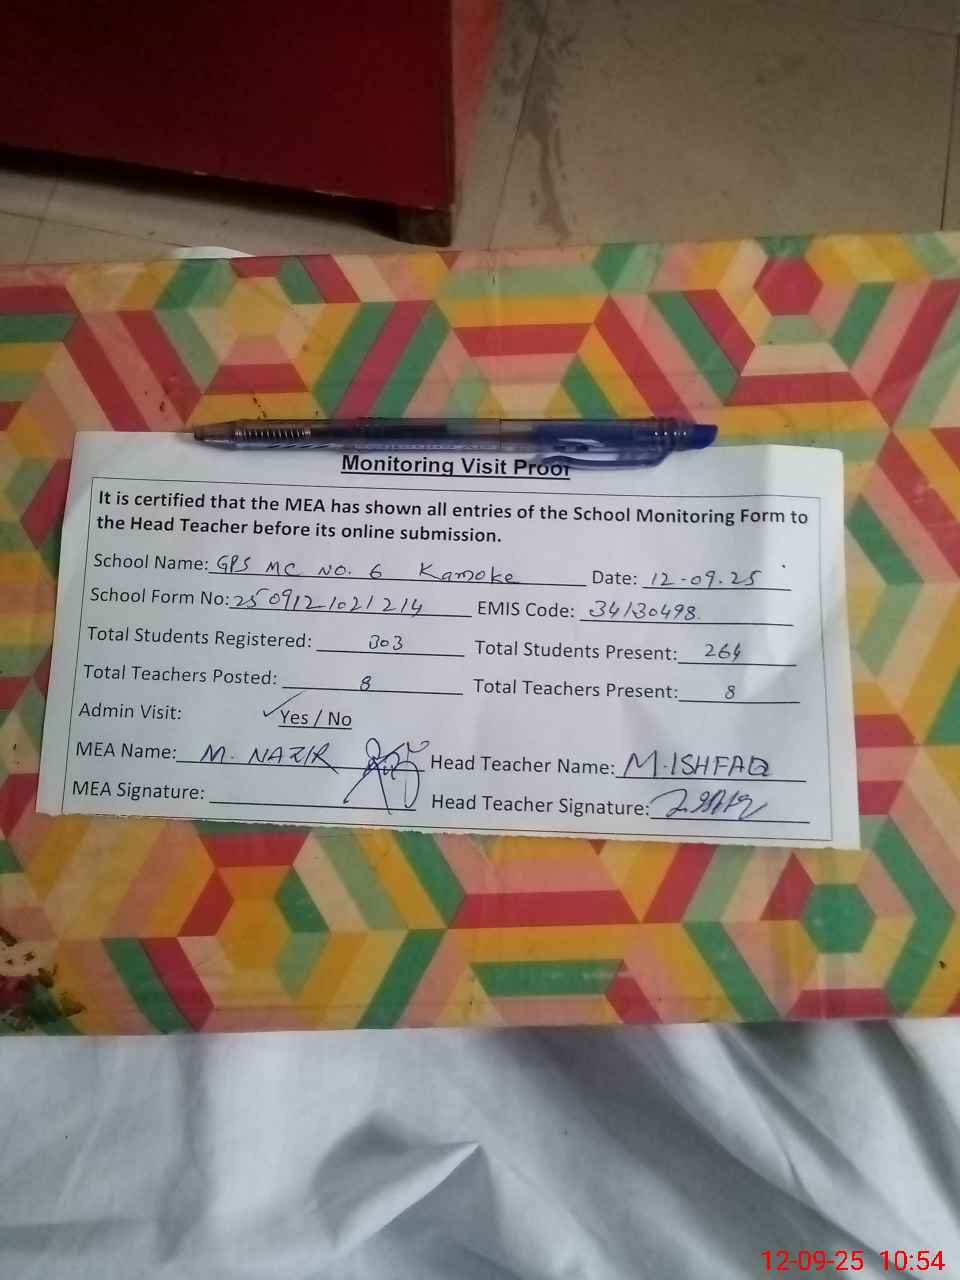 Monitoring Visit Proof
It is certified that the MEA has shown all entries of the School Monitoring Form to
the Head Teacher before its online submission.
School Name: GPS MC NO. 6 Kamoke Date: 12-09.25
School Form No: 2509121021214 EMIS Code: 34130498
Total Students Registered: 303 Total Students Present: 264
Total Teachers Posted: 8 Total Teachers Present: 8
Admin Visit: Yes / No
MEA Name: M. NAZIR Head Teacher Name: M.ISHFAQ
MEA Signature: Head Teacher Signature:
12-09-25 10:54